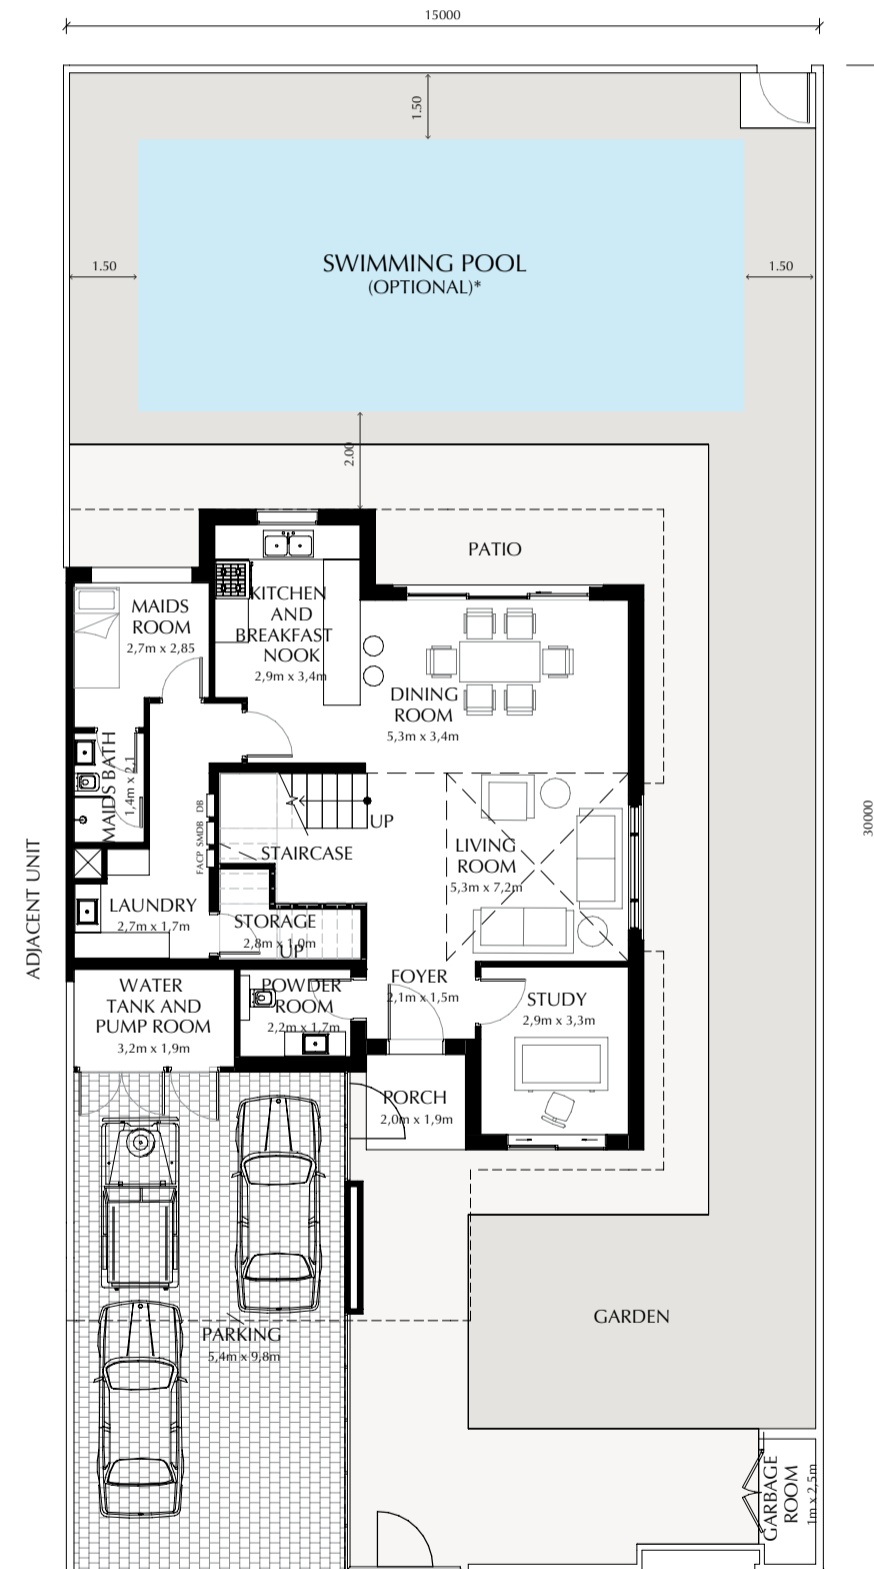 15000
1.50
SWIMMING POOL
(OPTIONAL)*
1.50
1.50
2.00
PATIO
MAIDS
ROOM
2,7m x 2,85
KITCHEN
AND
BREAKFAST
NOOK
2,9m x 3,4m
DINING
ROOM
5,3m x 3,4m
MAIDS BATH
1,4m x 2,1
FACP SMDB DB
UP
STAIRCASE
LIVING
ROOM
5,3m x 7,2m
30000
ADJACENT UNIT
LAUNDRY
2,7m x 1,7m
STORAGE
2,8m x 1,0m
UP
WATER
TANK AND
PUMP ROOM
3,2m x 1,9m
POWDER
ROOM
2,2m x 1,7m
FOYER
2,1m x 1,5m
STUDY
2,9m x 3,3m
PORCH
2,0m x 1,9m
GARDEN
PARKING
5,4m x 9,8m
GARBAGE
ROOM
1m x 2,5m